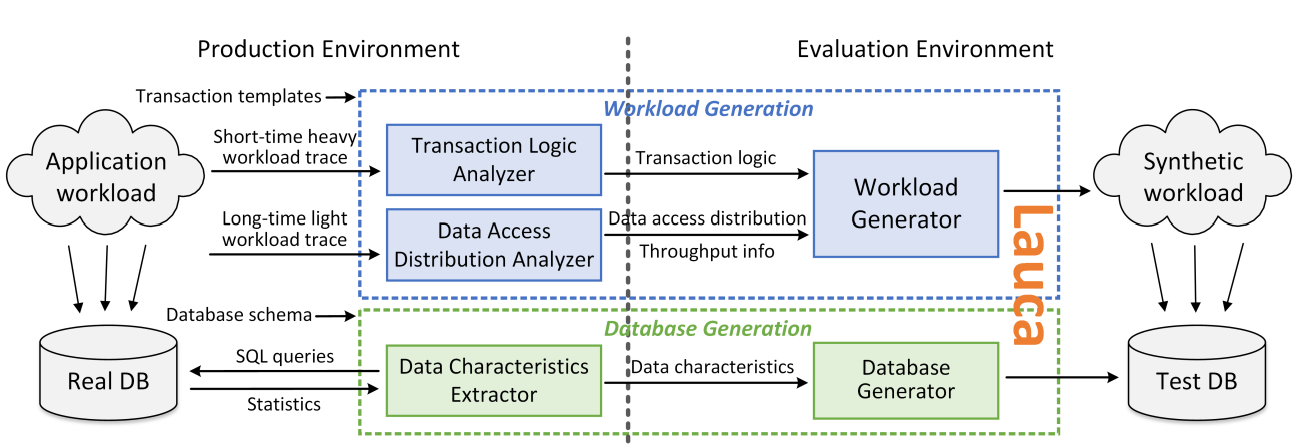 Production Environment
Evaluation Environment
Transaction templates
Workload Generation
Application
workload
Short-time heavy
workload trace
Transaction Logic
Analyzer
Transaction logic
Long-time light
workload trace
Data Access
Distribution Analyzer
Data access distribution
Throughput info
Workload
Generator
Synthetic
workload
Lauca
Database schema
Database Generation
Real DB
SQL queries
Statistics
Data Characteristics
Extractor
Data characteristics
Database
Generator
Test DB